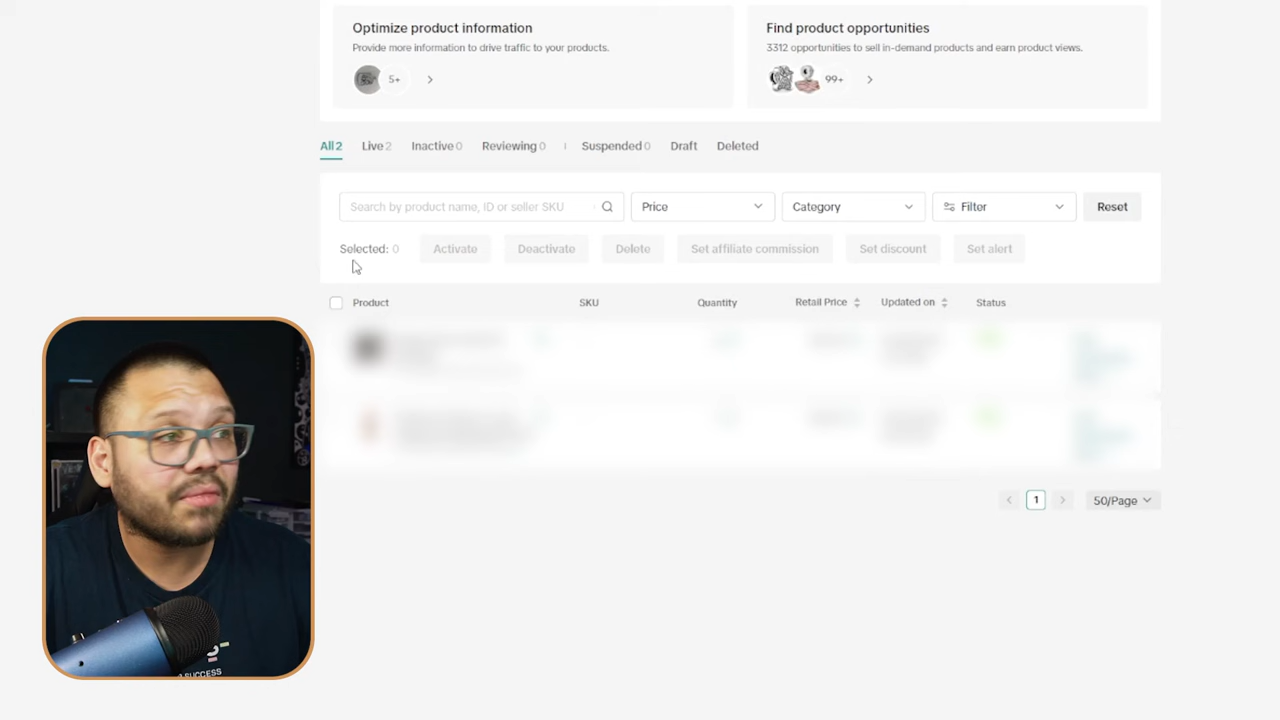 Optimize product information
Provide more information to drive traffic to your products.
5+
Find product opportunities
3312 opportunities to sell in-demand products and earn product views.
99+
All 2 Live 2 Inactive 0 Reviewing 0 Suspended 0 Draft Deleted
Search by product name, ID or seller SKU Price Category Filter Reset
Selected: 0 Activate Deactivate Delete Set affiliate commission Set discount Set alert
Product SKU Quantity Retail Price Updated on Status
1 50/Page
SUCCESS